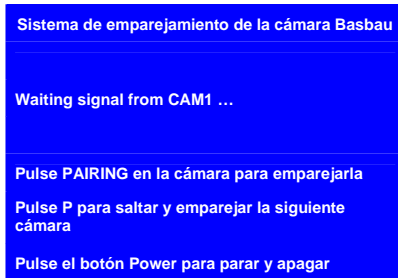 Sistema de emparejamiento de la cámara Basbau
Waiting signal from CAM1 …
Pulse PAIRING en la cámara para emparejarla
Pulse P para saltar y emparejar la siguiente
cámara
Pulse el botón Power para parar y apagar